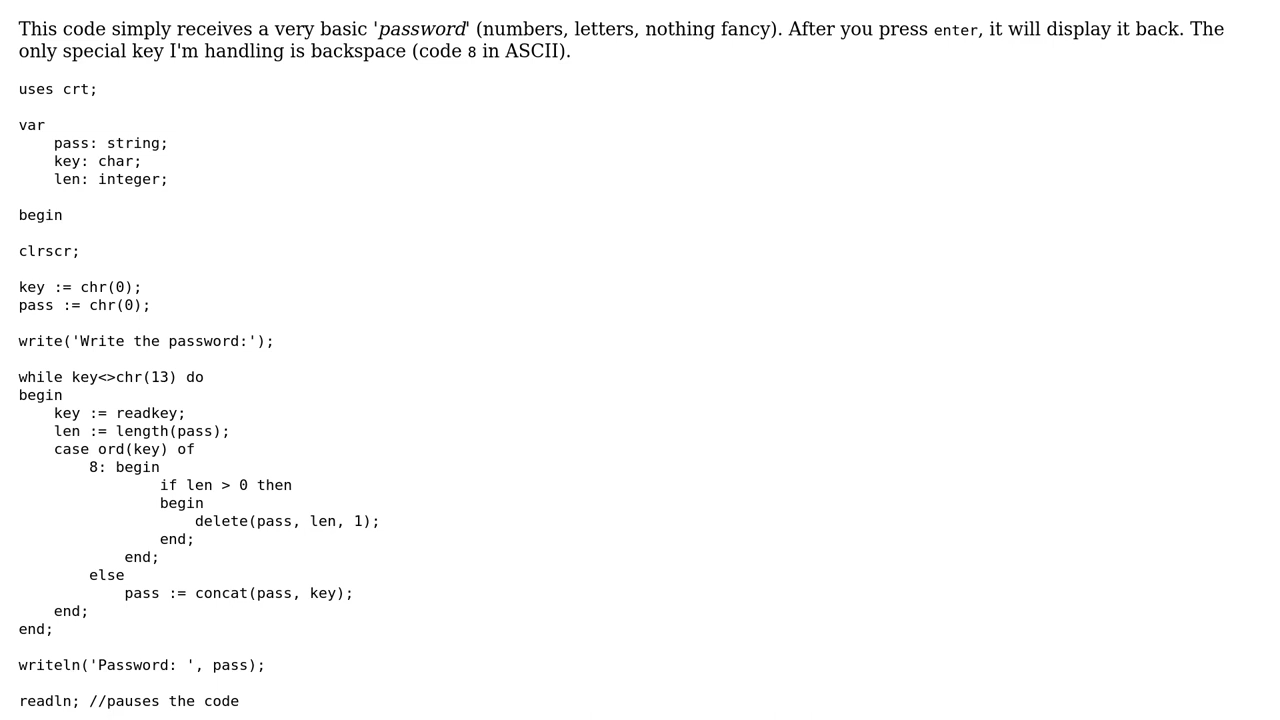 This code simply receives a very basic 'password' (numbers, letters, nothing fancy). After you press enter, it will display it back. The
only special key I'm handling is backspace (code 8 in ASCII).
uses crt;
var
    pass: string;
    key: char;
    len: integer;
begin
clrscr;
key := chr(0);
pass := chr(0);
write('Write the password:');
while key<>chr(13) do
begin
    key := readkey;
    len := length(pass);
    case ord(key) of
        8: begin
                if len > 0 then
                begin
                    delete(pass, len, 1);
                end;
            end;
        else
            pass := concat(pass, key);
    end;
end;
writeln('Password: ', pass);
readln; //pauses the code